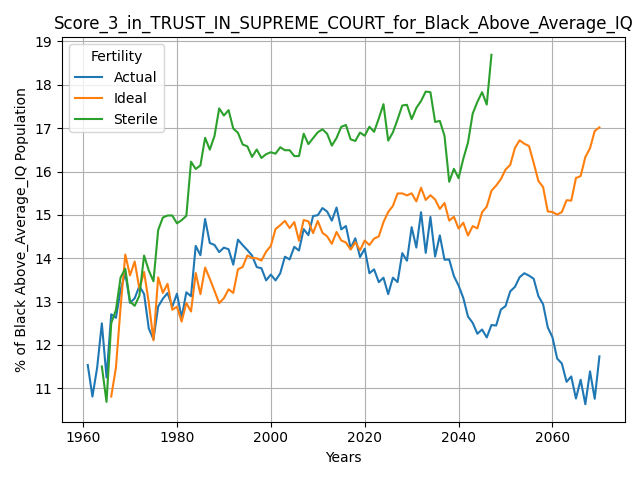 Score_3_in_TRUST_IN_SUPREME_COURT_for_Black_Above_Average_IQ
19
18
17
16
15
14
13
12
11
% of Black Above_Average_IQ Population
Fertility
Actual
Ideal
Sterile
1960
1980
2000
2020
2040
2060
Years